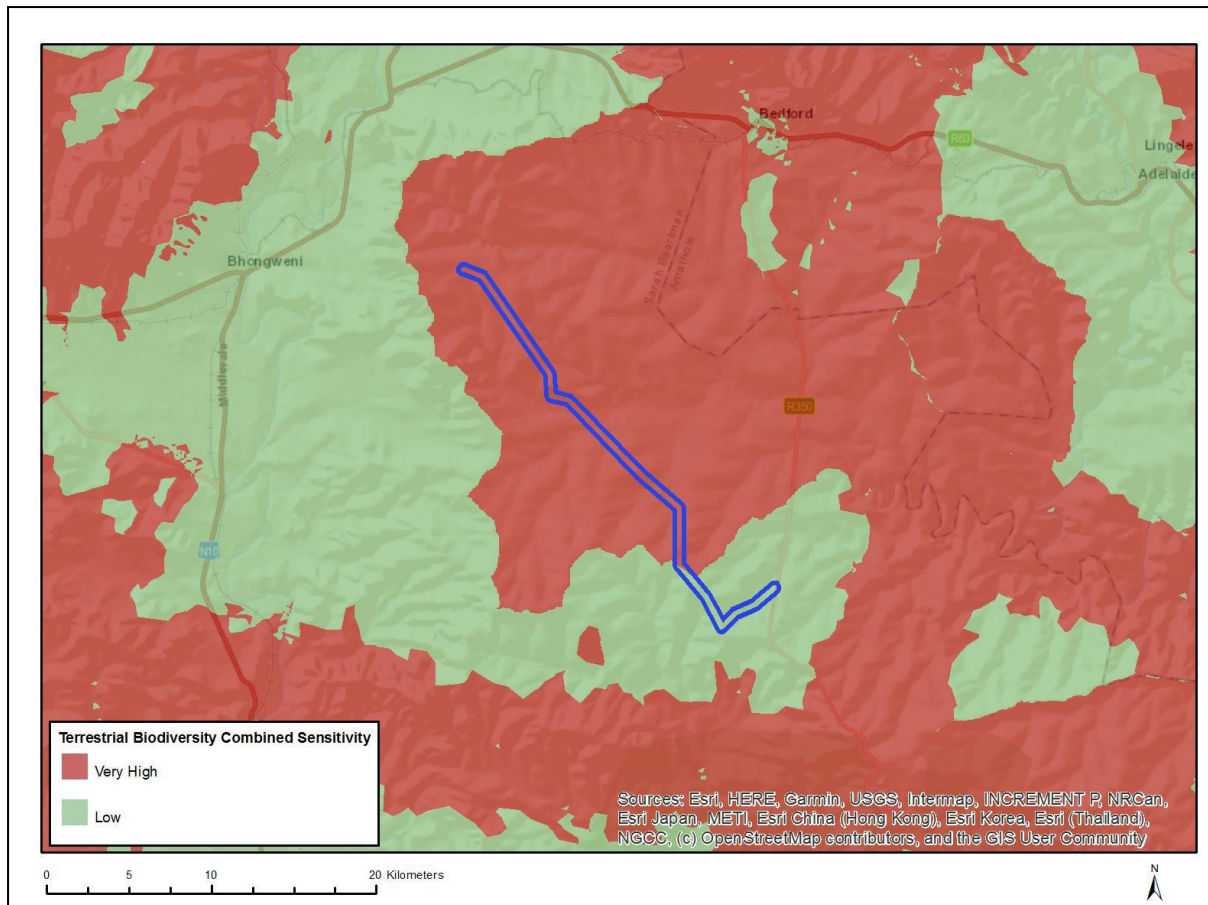 Bedford
R63
Lingele
Adelaide
Bhongweni
Sarah Baartman
Amathole
Middlevale
R350
N10
Terrestrial Biodiversity Combined Sensitivity
Very High
Low
Sources: Esri, HERE, Garmin, USGS, Intermap, INCREMENT P, NRCan,
Esri Japan, METI, Esri China (Hong Kong), Esri Korea, Esri (Thailand),
NGCC, (c) OpenStreetMap contributors, and the GIS User Community
0 5 10 20 Kilometers
N